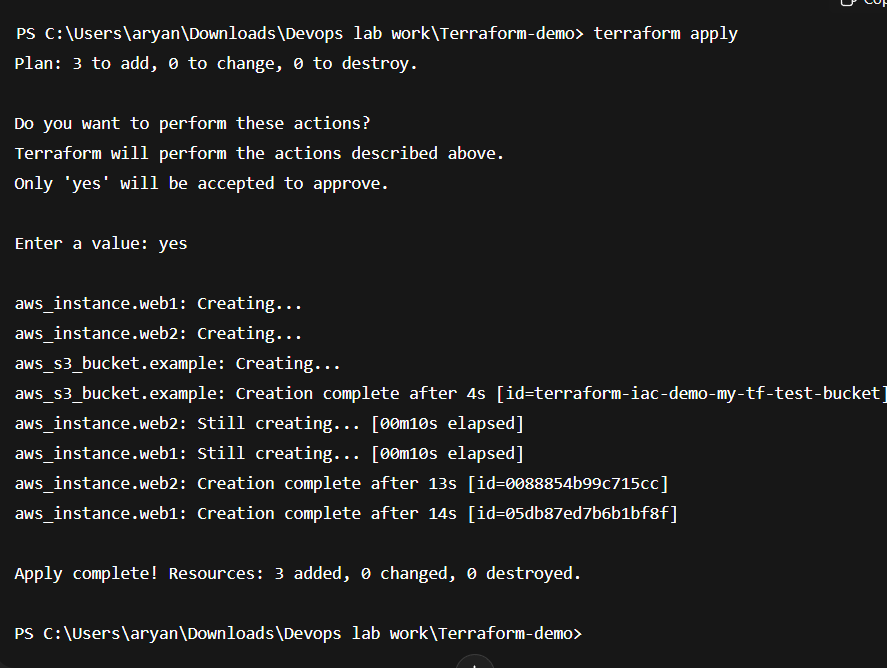 Cop
PS C:\Users\aryan\Downloads\Devops lab work\Terraform-demo> terraform apply
Plan: 3 to add, 0 to change, 0 to destroy.
Do you want to perform these actions?
Terraform will perform the actions described above.
Only 'yes' will be accepted to approve.
Enter a value: yes
aws_instance.web1: Creating...
aws_instance.web2: Creating...
aws_s3_bucket.example: Creating...
aws_s3_bucket.example: Creation complete after 4s [id=terraform-iac-demo-my-tf-test-bucket]
aws_instance.web2: Still creating... [00m10s elapsed]
aws_instance.web1: Still creating... [00m10s elapsed]
aws_instance.web2: Creation complete after 13s [id=0088854b99c715cc]
aws_instance.web1: Creation complete after 14s [id=05db87ed7b6b1bf8f]
Apply complete! Resources: 3 added, 0 changed, 0 destroyed.
PS C:\Users\aryan\Downloads\Devops lab work\Terraform-demo>